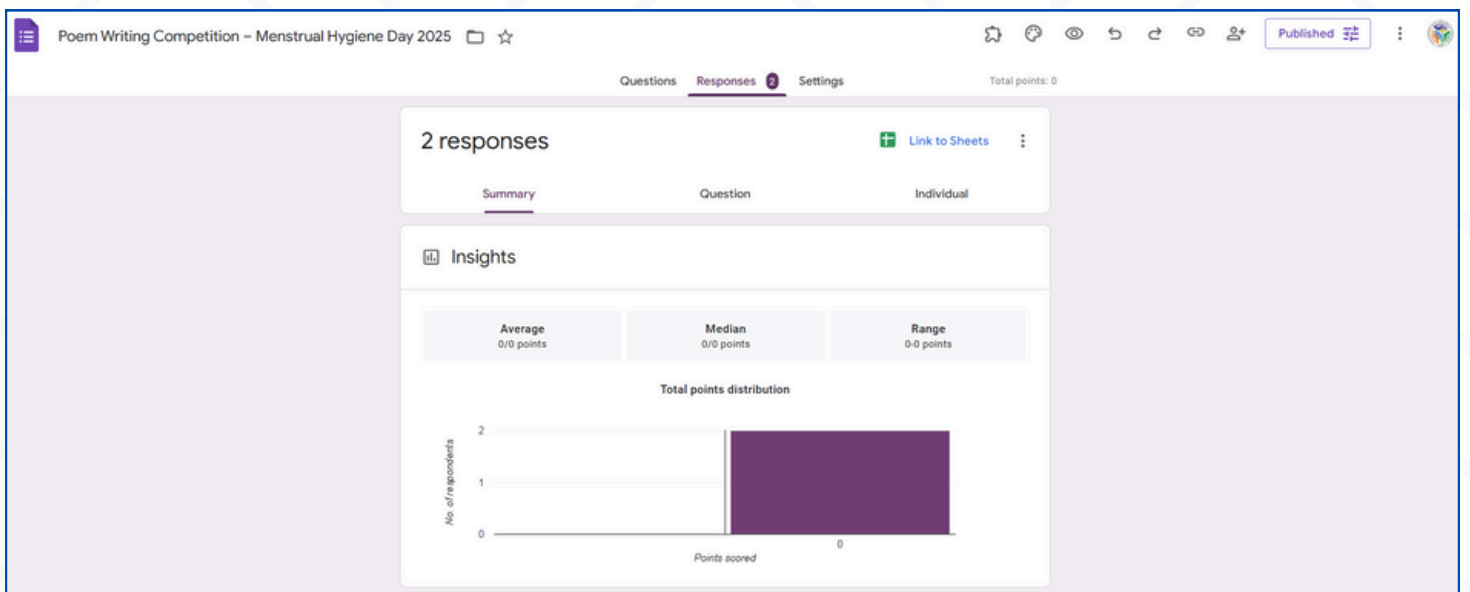 Poem Writing Competition – Menstrual Hygiene Day 2025
Published
Questions
Responses 2
Settings
Total points: 0
2 responses
Link to Sheets
Summary
Question
Individual
Insights
Average
0/0 points
Median
0/0 points
Range
0-0 points
Total points distribution
No. of respondents
2
1
0
0
Points scored